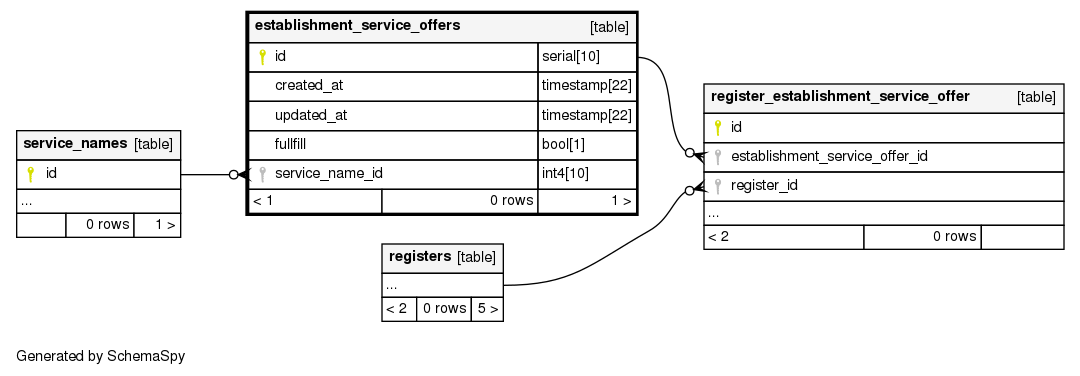 establishment_service_offers [table]
id serial[10]
created_at timestamp[22]
updated_at timestamp[22]
fullfill bool[1]
service_name_id int4[10]
< 1 0 rows 1 >
service_names [table]
id
...
0 rows 1 >
register_establishment_service_offer [table]
id
establishment_service_offer_id
register_id
...
< 2 0 rows
registers [table]
...
< 2 0 rows 5 >
Generated by SchemaSpy